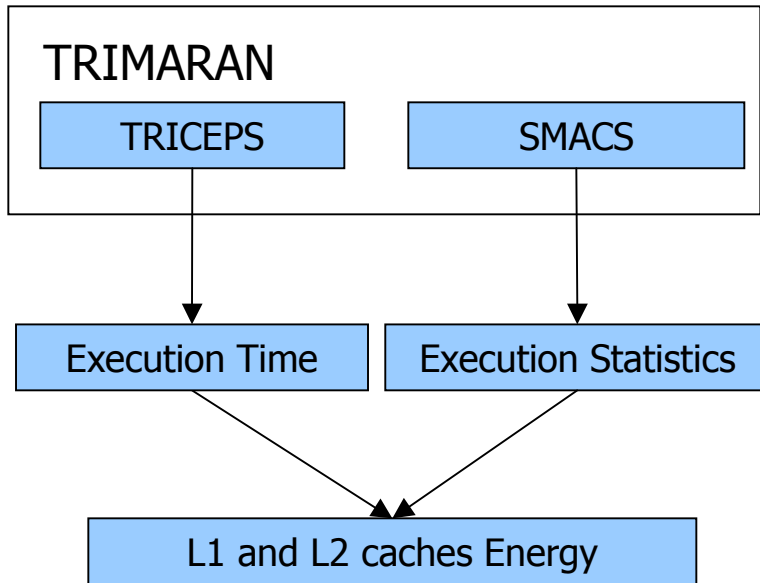 TRIMARAN
TRICEPS
SMACS
Execution Time
Execution Statistics
L1 and L2 caches Energy